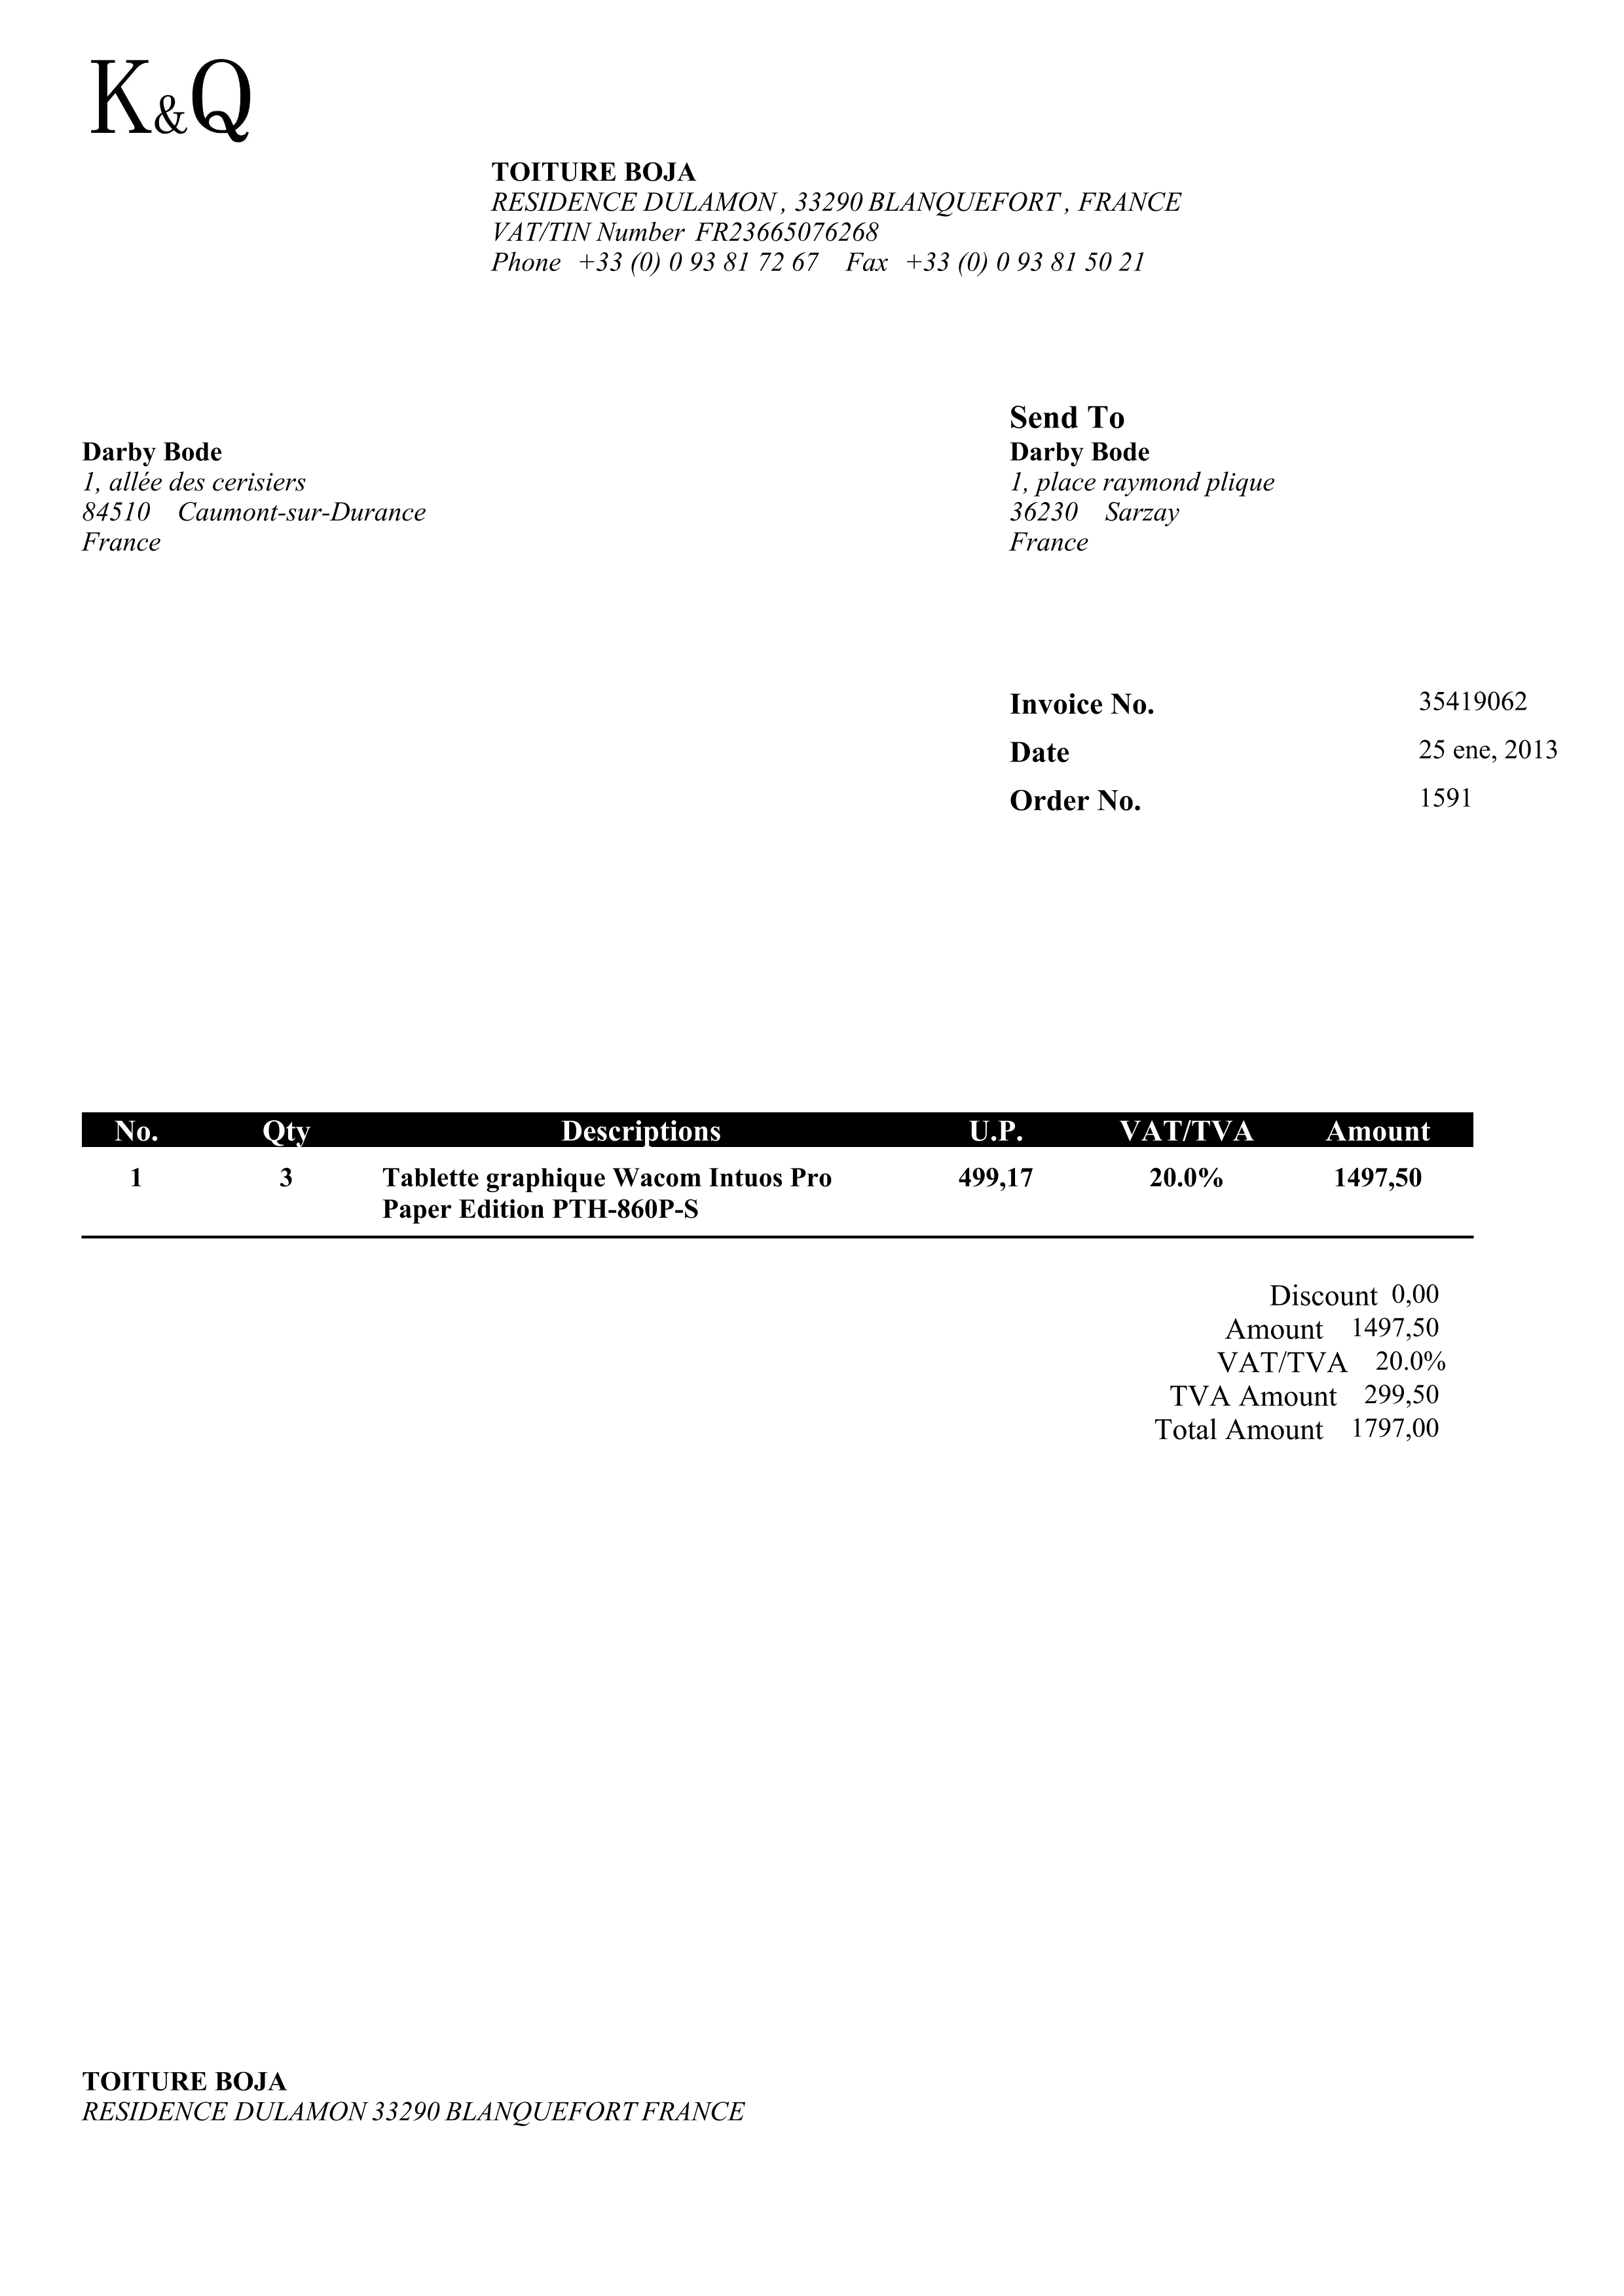 K&Q
TOITURE BOJA
RESIDENCE DULAMON , 33290 BLANQUEFORT , FRANCE
VAT/TIN Number FR23665076268
Phone +33 (0) 0 93 81 72 67 Fax +33 (0) 0 93 81 50 21
Darby Bode
1, allée des cerisiers
84510 Caumont-sur-Durance
France
Send To
Darby Bode
1, place raymond plique
36230 Sarzay
France
Invoice No. 35419062
Date 25 ene, 2013
Order No. 1591
No. Qty Descriptions U.P. VAT/TVA Amount
1 3 Tablette graphique Wacom Intuos Pro 499,17 20.0% 1497,50
Paper Edition PTH-860P-S
Discount 0,00
Amount 1497,50
VAT/TVA 20.0%
TVA Amount 299,50
Total Amount 1797,00
TOITURE BOJA
RESIDENCE DULAMON 33290 BLANQUEFORT FRANCE